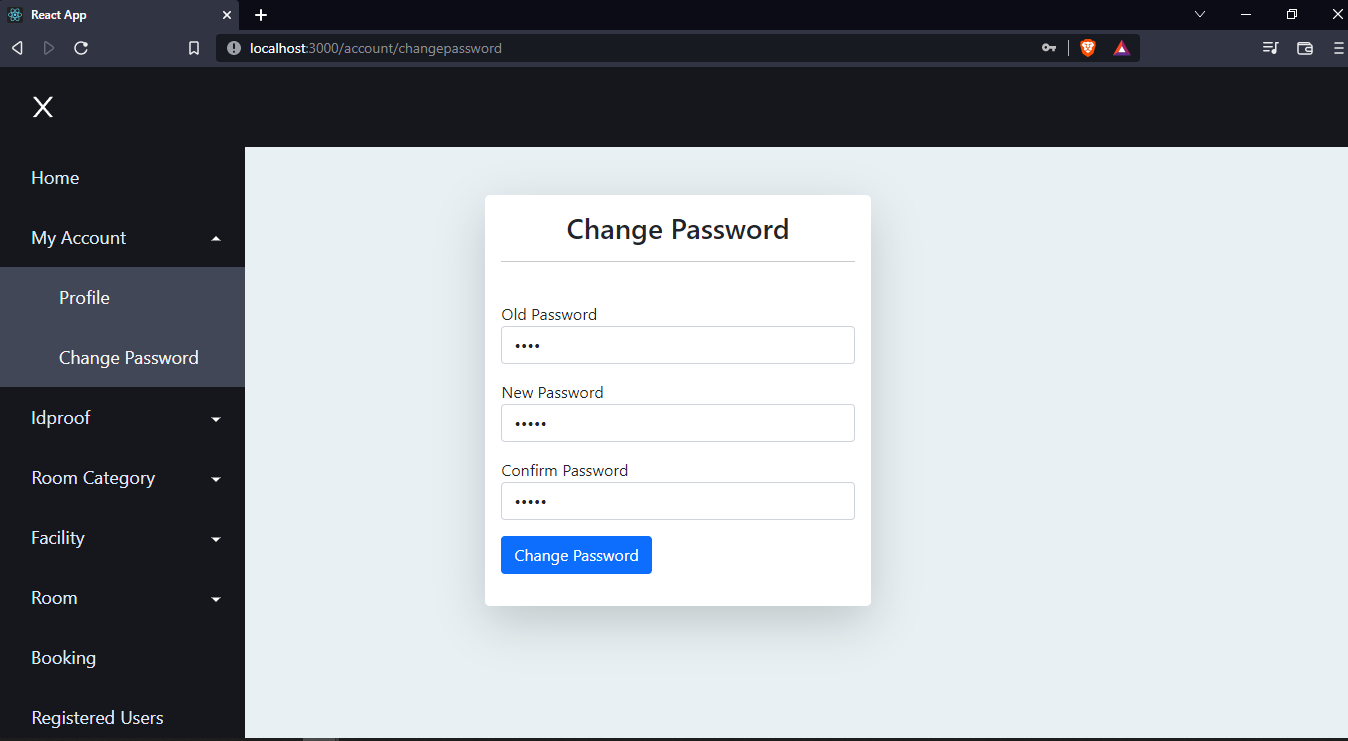 React App
localhost:3000/account/changepassword
Home
My Account
Profile
Change Password
Idproof
Room Category
Facility
Room
Booking
Registered Users
Change Password
Old Password
••••
New Password
•••••
Confirm Password
•••••
Change Password